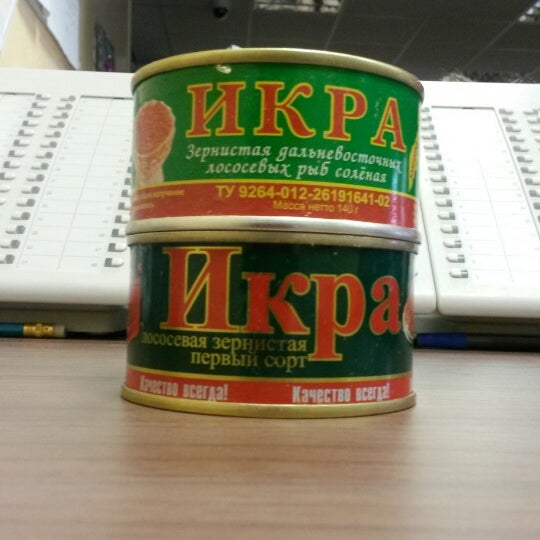 ИКРА
Зернистая дальневосточных
лососевых рыб солёная
ТУ 9264-012-26191641-02
Масса нетто 140 г
Икра
лососевая зернистая
первый сорт
Качество всегда! Качество всегда!